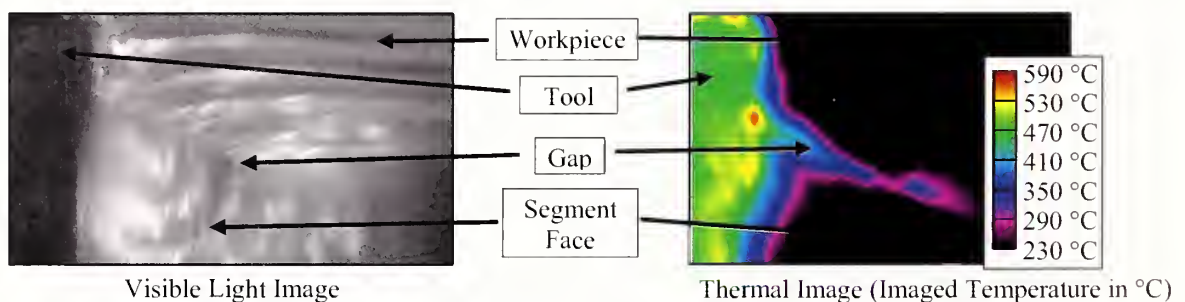 Workpiece
Tool
Gap
Segment
Face
590 °C
530 °C
470 °C
410 °C
350 °C
290 °C
230 °C
Visible Light Image
Thermal Image (Imaged Temperature in °C)